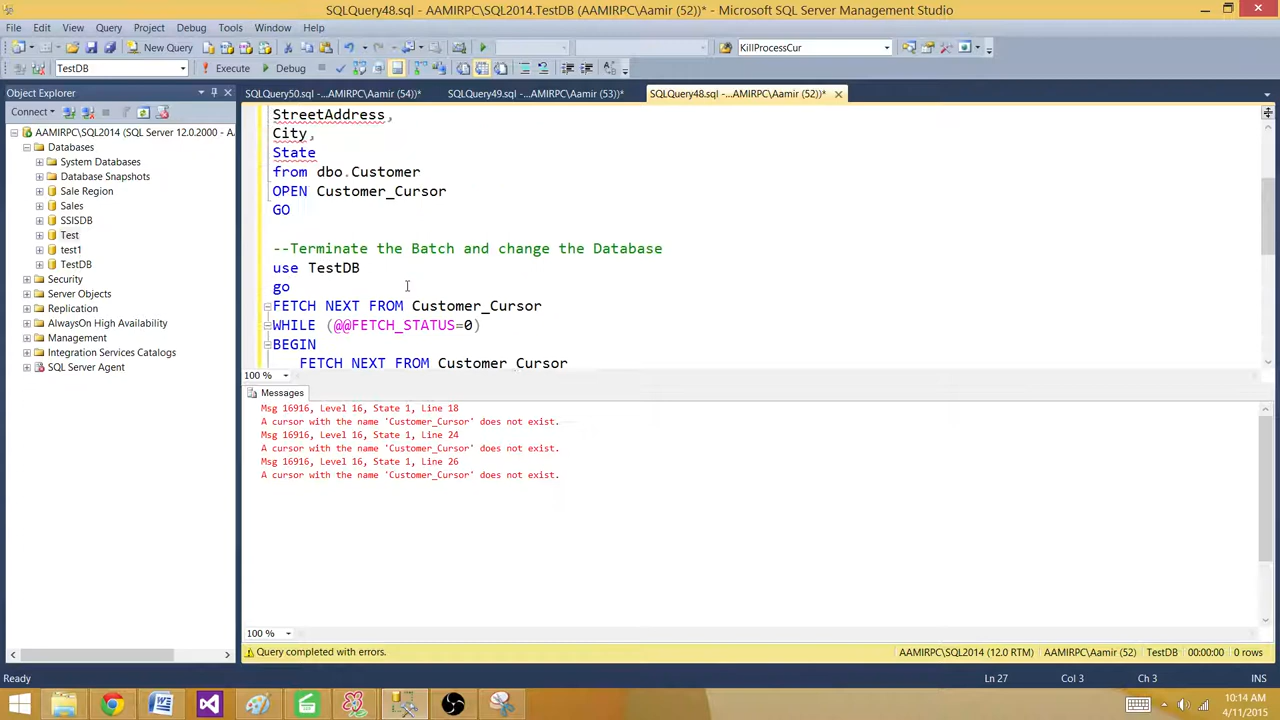 SQLQuery48.sql - AAMIRPC\SQL2014.TestDB (AAMIRPC\Aamir (52))* - Microsoft SQL Server Management Studio
File Edit View Query Project Debug Tools Window Help
New Query KillProcessCur
TestDB Execute Debug
Object Explorer
SQLQuery50.sql -...AMIRPC\Aamir (54))* SQLQuery49.sql -...AMIRPC\Aamir (53))* SQLQuery48.sql -...AMIRPC\Aamir (52))*
Connect
AAMIRPC\SQL2014 (SQL Server 12.0.2000 - A
Databases
System Databases
Database Snapshots
Sale Region
Sales
SSISDB
Test
test1
TestDB
Security
Server Objects
Replication
AlwaysOn High Availability
Management
Integration Services Catalogs
SQL Server Agent
StreetAddress,
City,
State
from dbo.Customer
OPEN Customer_Cursor
GO
--Terminate the Batch and change the Database
use TestDB
go
FETCH NEXT FROM Customer_Cursor
WHILE (@@FETCH_STATUS=0)
BEGIN
FETCH NEXT FROM Customer_Cursor
100 %
Messages
Msg 16916, Level 16, State 1, Line 18
A cursor with the name 'Customer_Cursor' does not exist.
Msg 16916, Level 16, State 1, Line 24
A cursor with the name 'Customer_Cursor' does not exist.
Msg 16916, Level 16, State 1, Line 26
A cursor with the name 'Customer_Cursor' does not exist.
100 %
Query completed with errors. AAMIRPC\SQL2014 (12.0 RTM) AAMIRPC\Aamir (52) TestDB 00:00:00 0 rows
Ready Ln 27 Col 3 Ch 3 INS
10:14 AM
4/11/2015